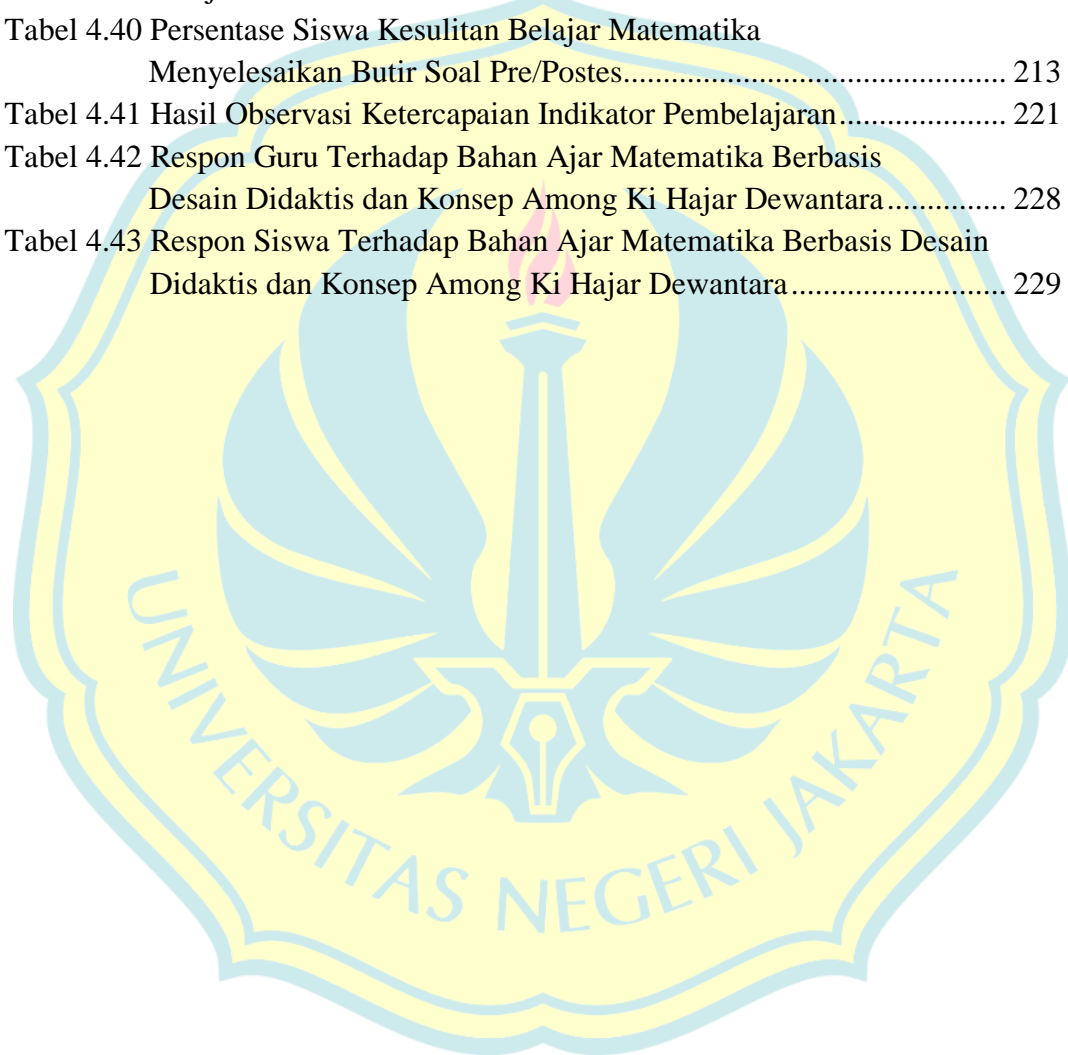 Tabel 4.40 Persentase Siswa Kesulitan Belajar Matematika
Menyelesaikan Butir Soal Pre/Postes................................................ 213
Tabel 4.41 Hasil Observasi Ketercapaian Indikator Pembelajaran..................... 221
Tabel 4.42 Respon Guru Terhadap Bahan Ajar Matematika Berbasis
Desain Didaktis dan Konsep Among Ki Hajar Dewantara............... 228
Tabel 4.43 Respon Siswa Terhadap Bahan Ajar Matematika Berbasis Desain
Didaktis dan Konsep Among Ki Hajar Dewantara........................... 229
UNIVERSITAS NEGERI JAKARTA